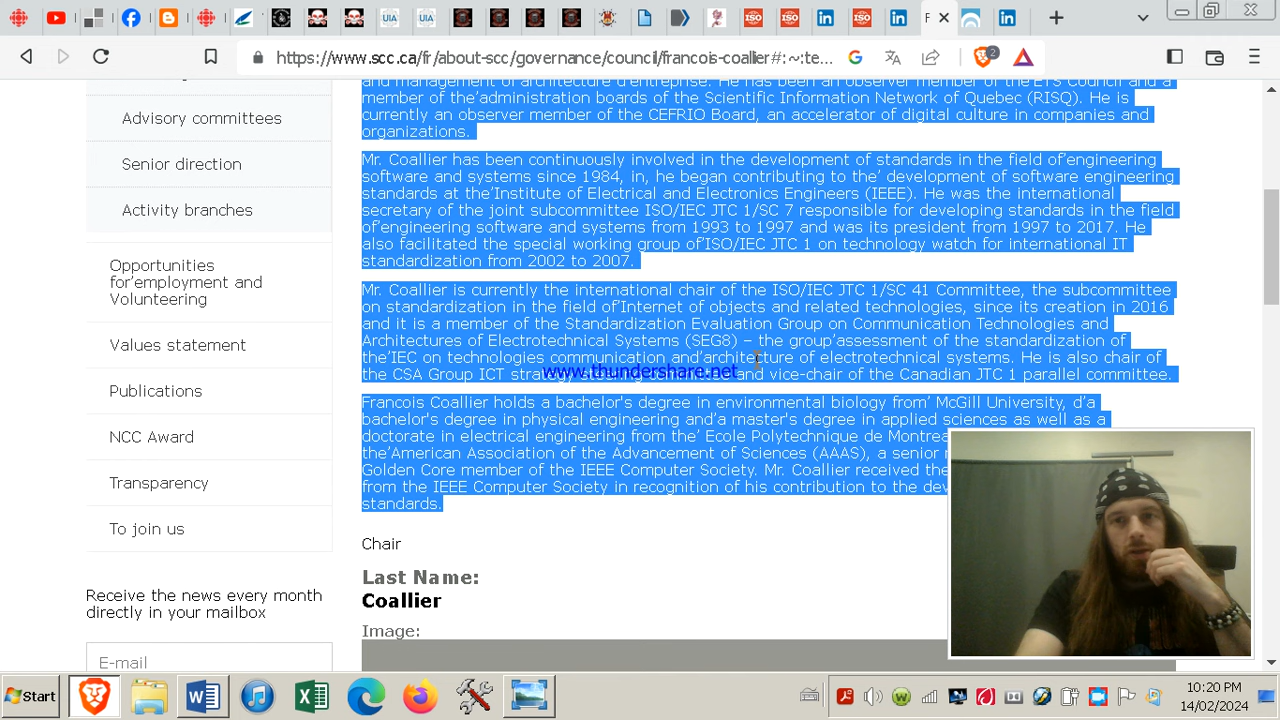 F
https://www.scc.ca/fr/about-scc/governance/council/francois-coallier#:~:te...
2
Advisory committees
Senior direction
Activity branches
Opportunities
for'employment and
Volunteering
Values statement
Publications
NCC Award
Transparency
To join us
Receive the news every month
directly in your mailbox
E-mail
and management of architecture d'entreprise. He has been an observer member of the'ETS Council and a
member of the'administration boards of the Scientific Information Network of Quebec (RISQ). He is
currently an observer member of the CEFRIO Board, an accelerator of digital culture in companies and
organizations.
Mr. Coallier has been continuously involved in the development of standards in the field of'engineering
software and systems since 1984, in, he began contributing to the' development of software engineering
standards at the'Institute of Electrical and Electronics Engineers (IEEE). He was the international
secretary of the joint subcommittee ISO/IEC JTC 1/SC 7 responsible for developing standards in the field
of'engineering software and systems from 1993 to 1997 and was its president from 1997 to 2017. He
also facilitated the special working group of'ISO/IEC JTC 1 on technology watch for international IT
standardization from 2002 to 2007.
Mr. Coallier is currently the international chair of the ISO/IEC JTC 1/SC 41 Committee, the subcommittee
on standardization in the field of'Internet of objects and related technologies, since its creation in 2016
and it is a member of the Standardization Evaluation Group on Communication Technologies and
Architectures of Electrotechnical Systems (SEG8) – the group'assessment of the standardization of
the'IEC on technologies communication and'architecture of electrotechnical systems. He is also chair of
the CSA Group ICT strategy steering committee and vice-chair of the Canadian JTC 1 parallel committee.
www.thundershare.net
Francois Coallier holds a bachelor's degree in environmental biology from' McGill University, d'a
bachelor's degree in physical engineering and'a master's degree in applied sciences as well as a
doctorate in electrical engineering from the' Ecole Polytechnique de Montrea
the'American Association of the Advancement of Sciences (AAAS), a senior
Golden Core member of the IEEE Computer Society. Mr. Coallier received the
from the IEEE Computer Society in recognition of his contribution to the dev
standards.
Chair
Last Name:
Coallier
Image:
Start
10:20 PM
14/02/2024